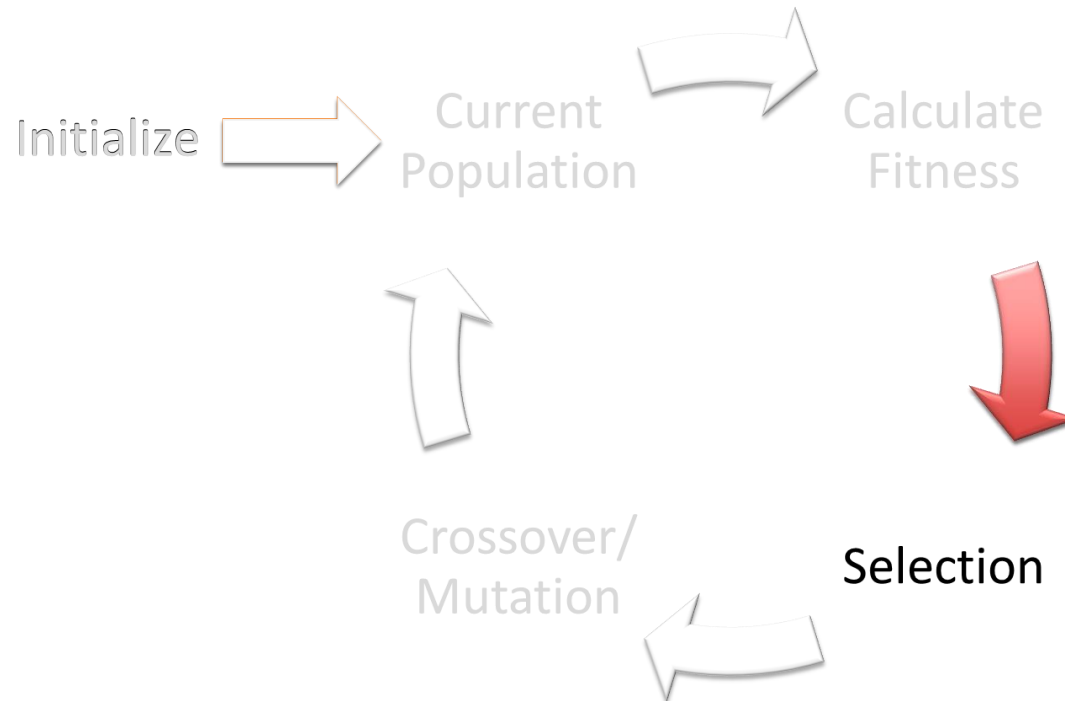 Initialize
Current
Population
Calculate
Fitness
Crossover/
Mutation
Selection